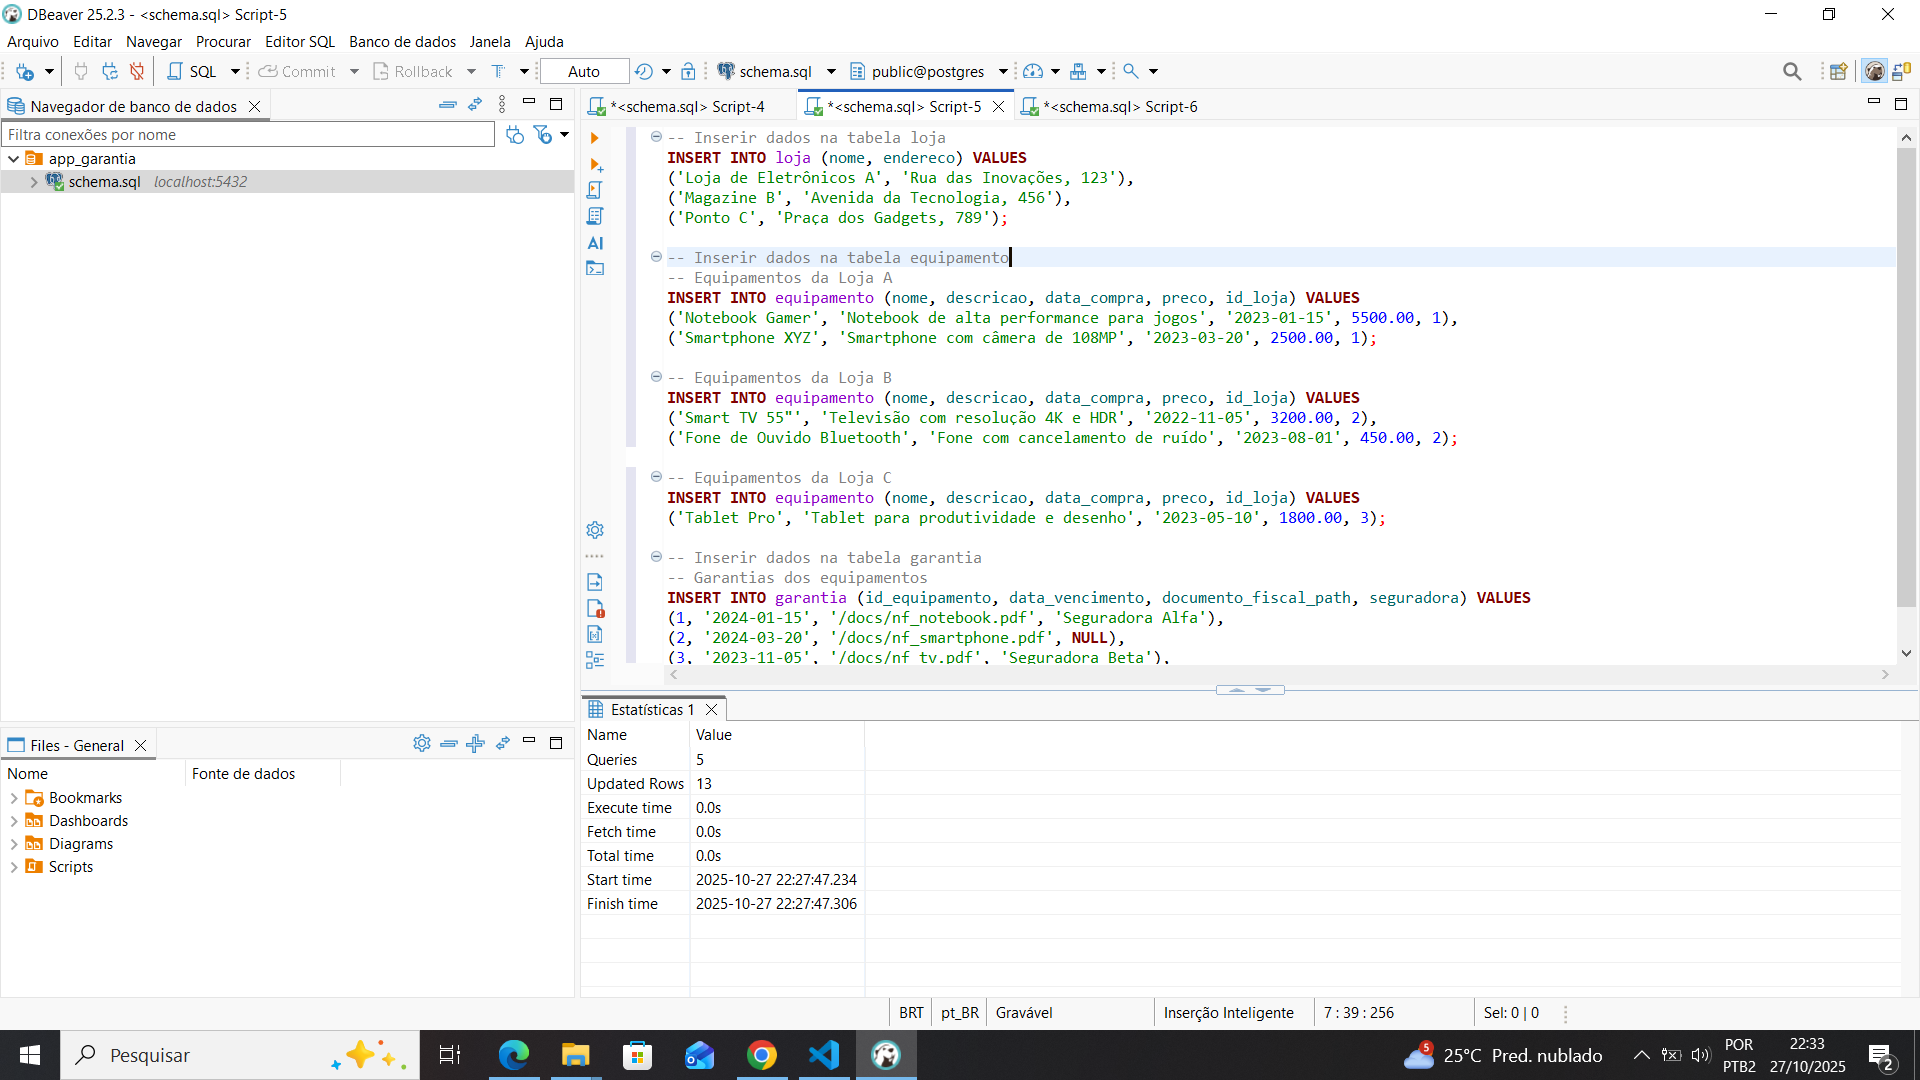 DBeaver 25.2.3 - <schema.sql> Script-5
Arquivo Editar Navegar Procurar Editor SQL Banco de dados Janela Ajuda
SQL Commit Rollback T Auto schema.sql public@postgres
Navegador de banco de dados
Filtra conexões por nome
app_garantia
schema.sql localhost:5432
*<schema.sql> Script-4 *<schema.sql> Script-5 *<schema.sql> Script-6
AI
-- Inserir dados na tabela loja
INSERT INTO loja (nome, endereco) VALUES
('Loja de Eletrônicos A', 'Rua das Inovações, 123'),
('Magazine B', 'Avenida da Tecnologia, 456'),
('Ponto C', 'Praça dos Gadgets, 789');
-- Inserir dados na tabela equipamento
-- Equipamentos da Loja A
INSERT INTO equipamento (nome, descricao, data_compra, preco, id_loja) VALUES
('Notebook Gamer', 'Notebook de alta performance para jogos', '2023-01-15', 5500.00, 1),
('Smartphone XYZ', 'Smartphone com câmera de 108MP', '2023-03-20', 2500.00, 1);
-- Equipamentos da Loja B
INSERT INTO equipamento (nome, descricao, data_compra, preco, id_loja) VALUES
('Smart TV 55"', 'Televisão com resolução 4K e HDR', '2022-11-05', 3200.00, 2),
('Fone de Ouvido Bluetooth', 'Fone com cancelamento de ruído', '2023-08-01', 450.00, 2);
-- Equipamentos da Loja C
INSERT INTO equipamento (nome, descricao, data_compra, preco, id_loja) VALUES
('Tablet Pro', 'Tablet para produtividade e desenho', '2023-05-10', 1800.00, 3);
-- Inserir dados na tabela garantia
-- Garantias dos equipamentos
INSERT INTO garantia (id_equipamento, data_vencimento, documento_fiscal_path, seguradora) VALUES
(1, '2024-01-15', '/docs/nf_notebook.pdf', 'Seguradora Alfa'),
(2, '2024-03-20', '/docs/nf_smartphone.pdf', NULL),
(3, '2023-11-05', '/docs/nf_tv.pdf', 'Seguradora Beta'),
Files - General
Nome Fonte de dados
Bookmarks
Dashboards
Diagrams
Scripts
Estatísticas 1
Name Value
Queries 5
Updated Rows 13
Execute time 0.0s
Fetch time 0.0s
Total time 0.0s
Start time 2025-10-27 22:27:47.234
Finish time 2025-10-27 22:27:47.306
BRT pt_BR Gravável Inserção Inteligente 7 : 39 : 256 Sel: 0 | 0
Pesquisar
5
25°C Pred. nublado
POR
PTB2
22:33
27/10/2025
2